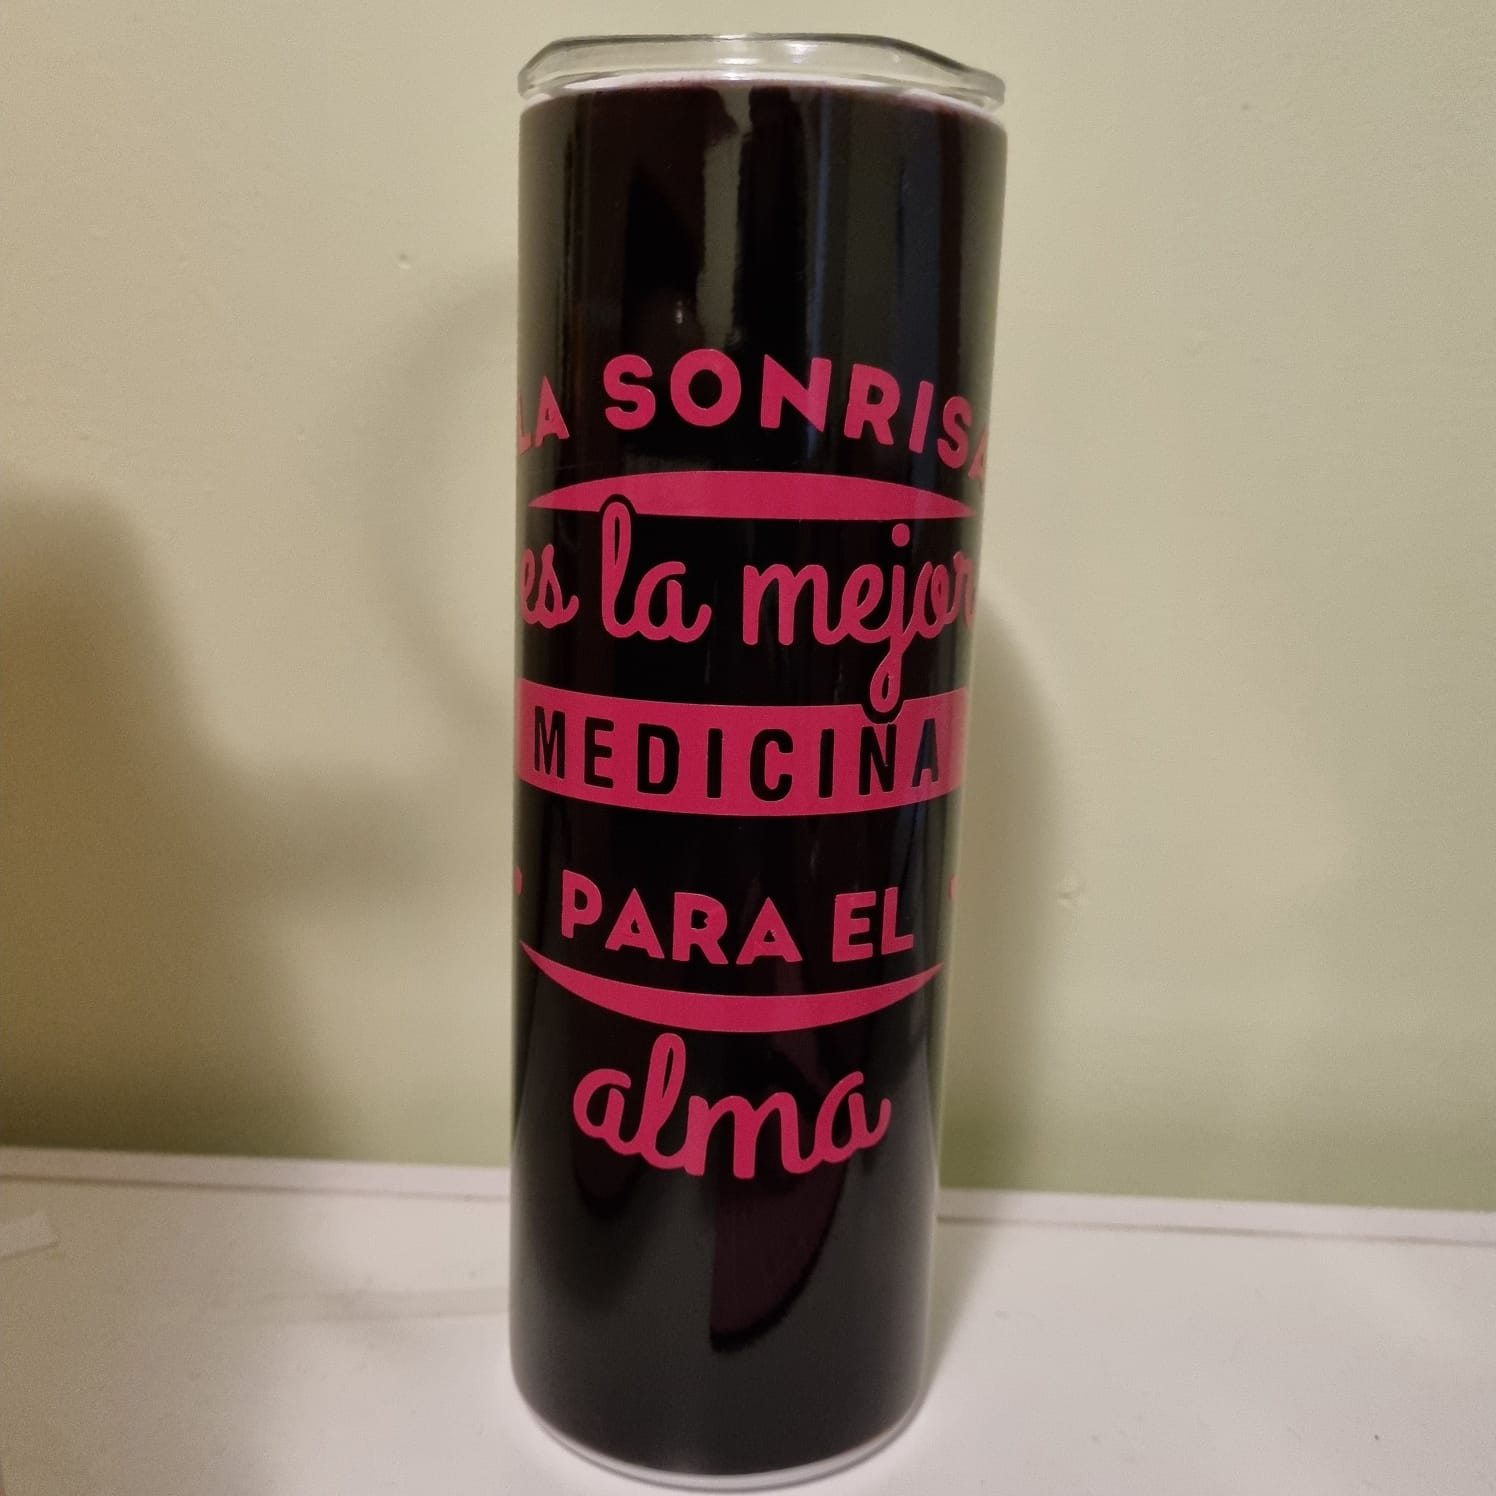 LA SONRISA
es la mejor
MEDICINA
PARA EL
alma